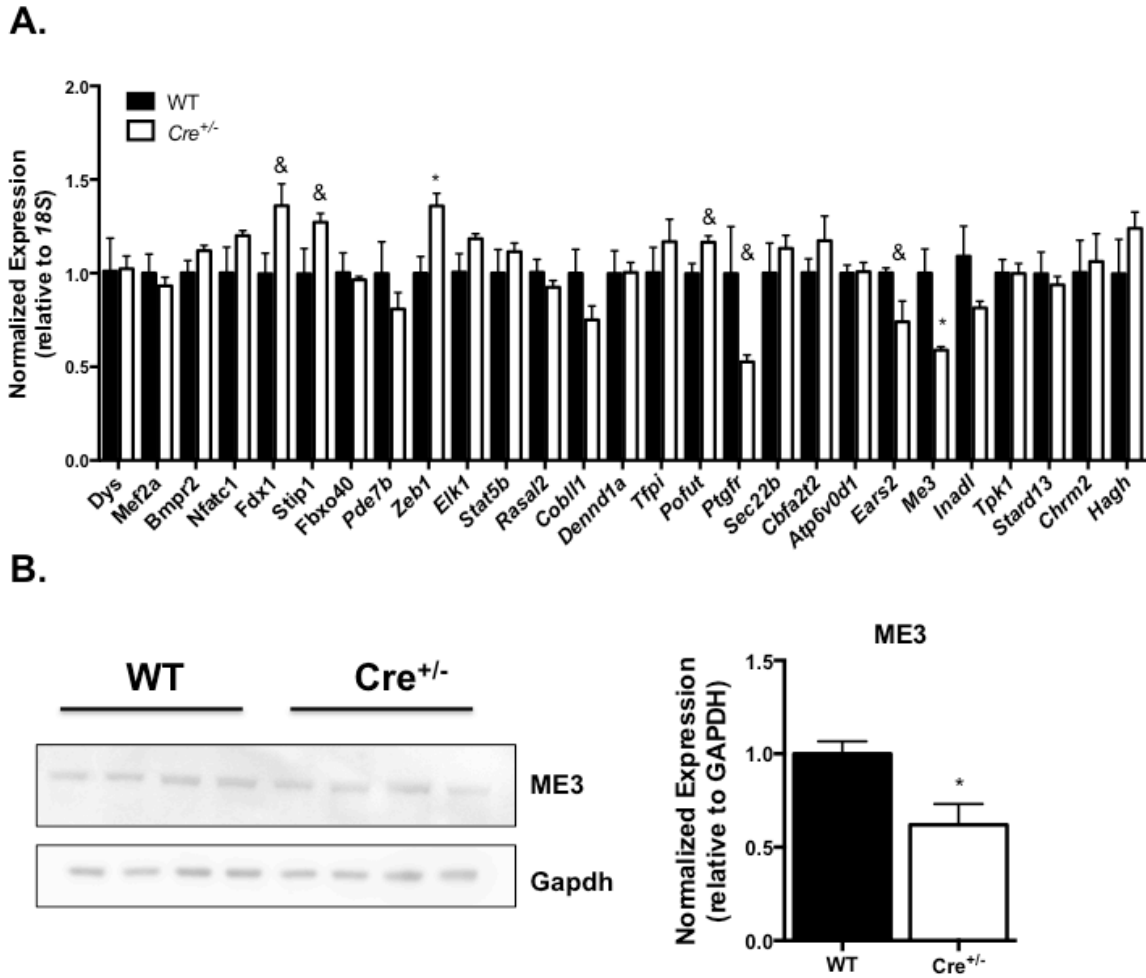 A.
Normalized Expression
(relative to 18S)
2.0
1.5
1.0
0.5
0.0
WT
Cre+/-
&
&
*
&
&
&
*
Dys
Mef2a
Bmpr2
Nfatc1
Fdx1
Stip1
Fbxo40
Pde7b
Zeb1
Elk1
Stat5b
Rasal2
Cobll1
Dennd1a
Tfpi
Pofut
Ptgfr
Sec22b
Cbfa2t2
Atp6v0d1
Ears2
Me3
Inadl
Tpk1
Stard13
Chrm2
Hagh
B.
WT
Cre+/-
ME3
Gapdh
ME3
Normalized Expression
(relative to GAPDH)
1.5
1.0
0.5
0.0
*
WT
Cre+/-